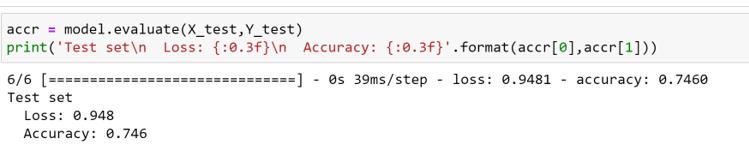 accr = model.evaluate(X_test,Y_test)
print('Test set\n  Loss: {:0.3f}\n  Accuracy: {:0.3f}'.format(accr[0],accr[1]))
6/6 [==============================] - 0s 39ms/step - loss: 0.9481 - accuracy: 0.7460
Test set
  Loss: 0.948
  Accuracy: 0.746